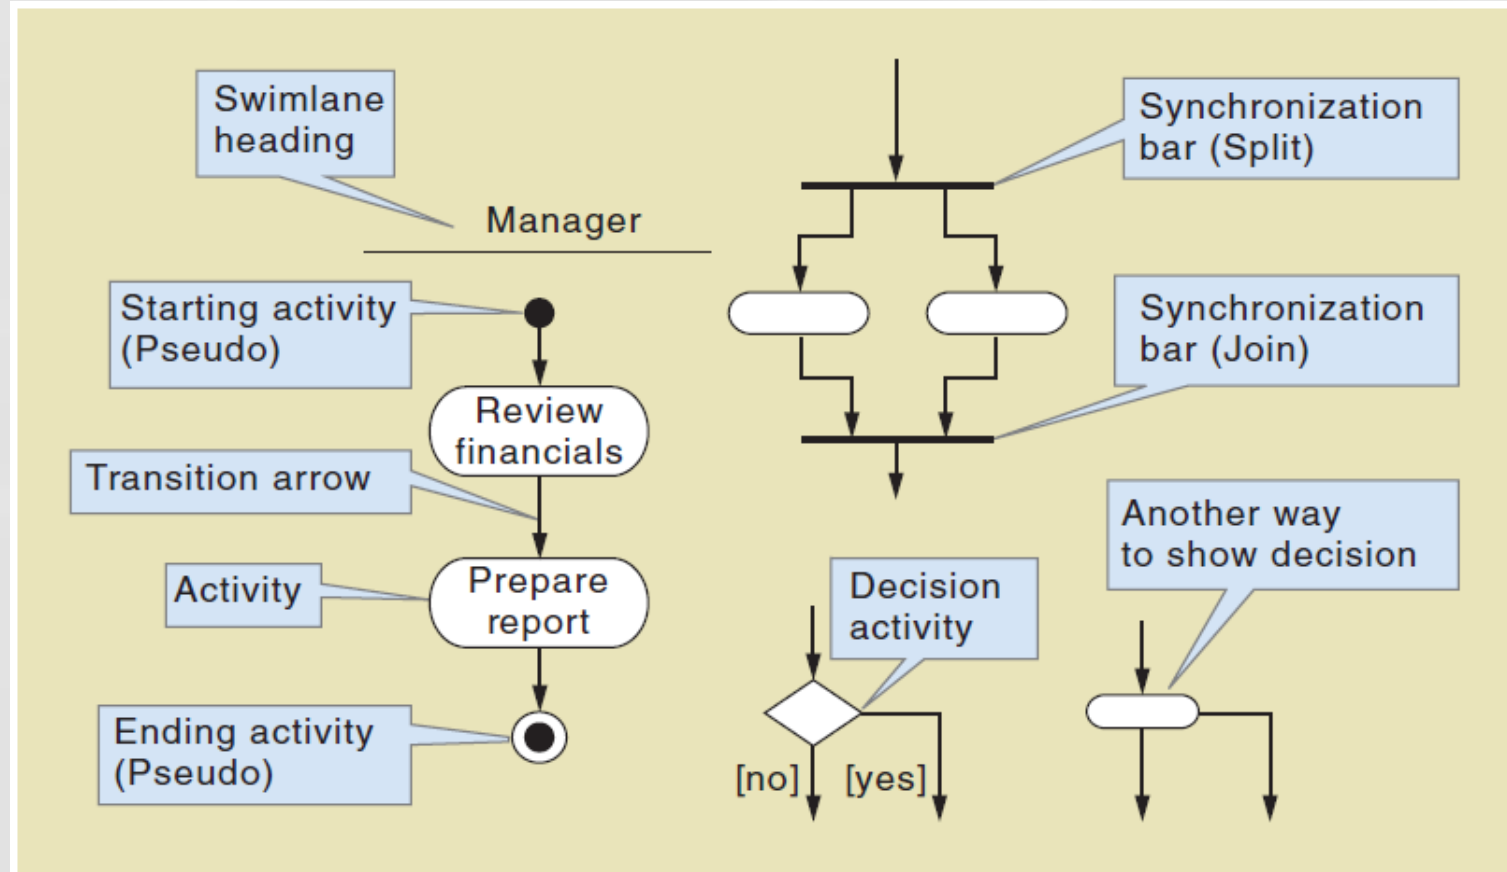 Swimlane
heading
Manager
Starting activity
(Pseudo)
Review
financials
Transition arrow
Activity
Prepare
report
Ending activity
(Pseudo)
Synchronization
bar (Split)
Synchronization
bar (Join)
Decision
activity
[no]
[yes]
Another way
to show decision